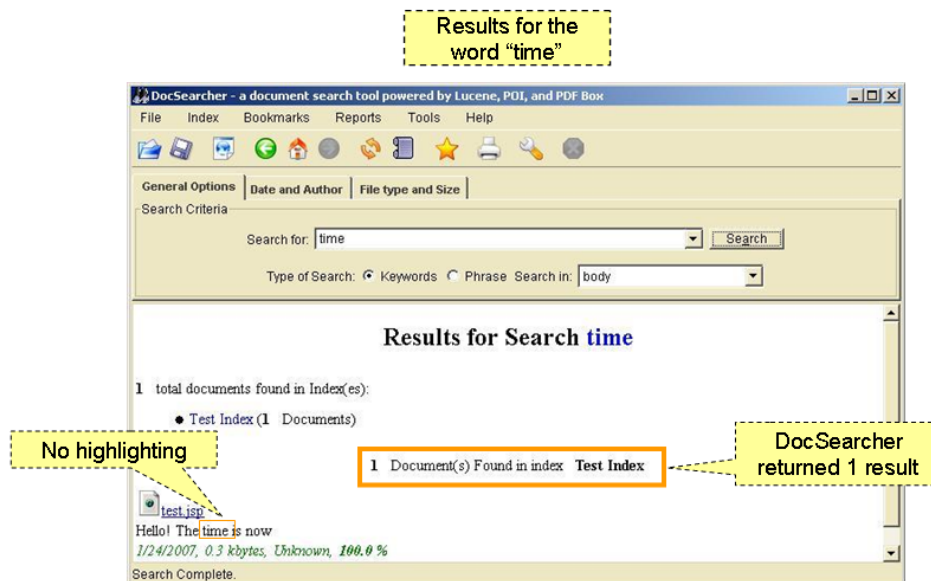 Results for the
word “time”
DocSearcher - a document search tool powered by Lucene, POI, and PDF Box
File Index Bookmarks Reports Tools Help
General Options Date and Author File type and Size
Search Criteria
Search for: time Search
Type of Search: Keywords Phrase Search in: body
Results for Search time
1 total documents found in Index(es):
Test Index (1 Documents)
No highlighting
1 Document(s) Found in index Test Index
DocSearcher
returned 1 result
test.jsp
Hello! The time is now
1/24/2007, 0.3 kbytes, Unknown, 100.0 %
Search Complete.